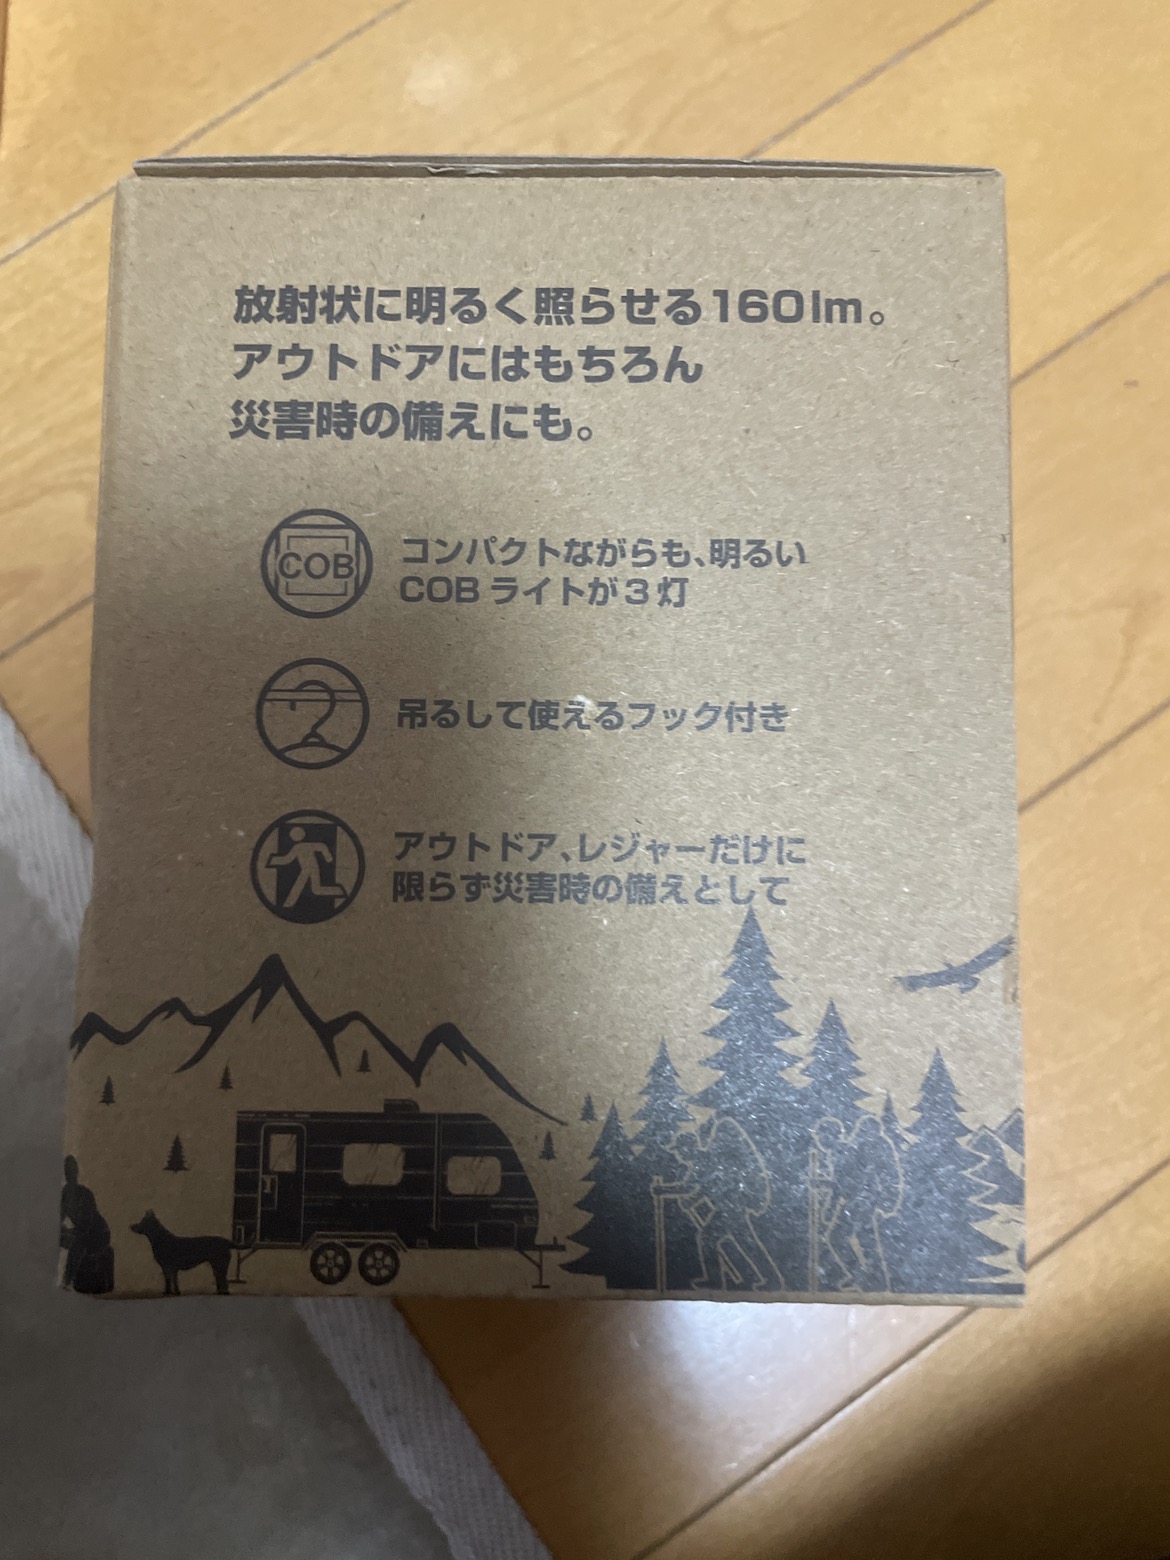 放射状に明るく照らせる160lm。
アウトドアにはもちろん
災害時の備えにも。
COB
コンパクトながらも、明るい
COBライトが3灯
吊るして使えるフック付き
アウトドア、レジャーだけに
限らず災害時の備えとして